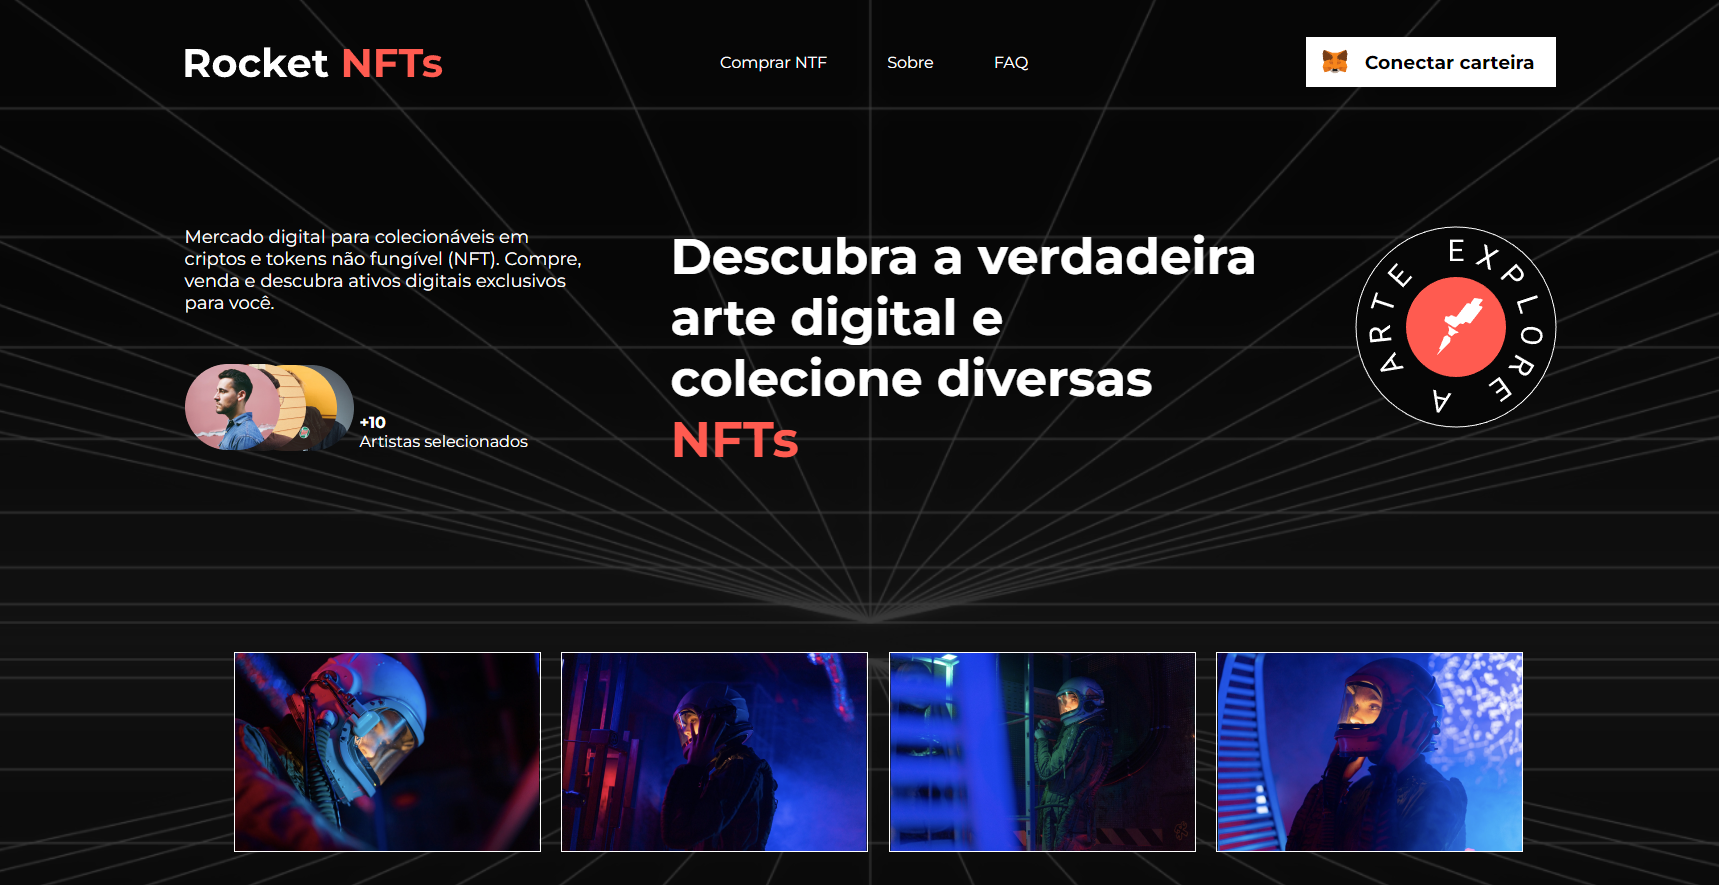 Rocket NFTs
Comprar NTF
Sobre
FAQ
Conectar carteira
Mercado digital para colecionáveis em
criptos e tokens não fungível (NFT). Compre,
venda e descubra ativos digitais exclusivos
para você.
+10
Artistas selecionados
Descubra a verdadeira
arte digital e
colecione diversas
NFTs
EXPLORE A ARTE